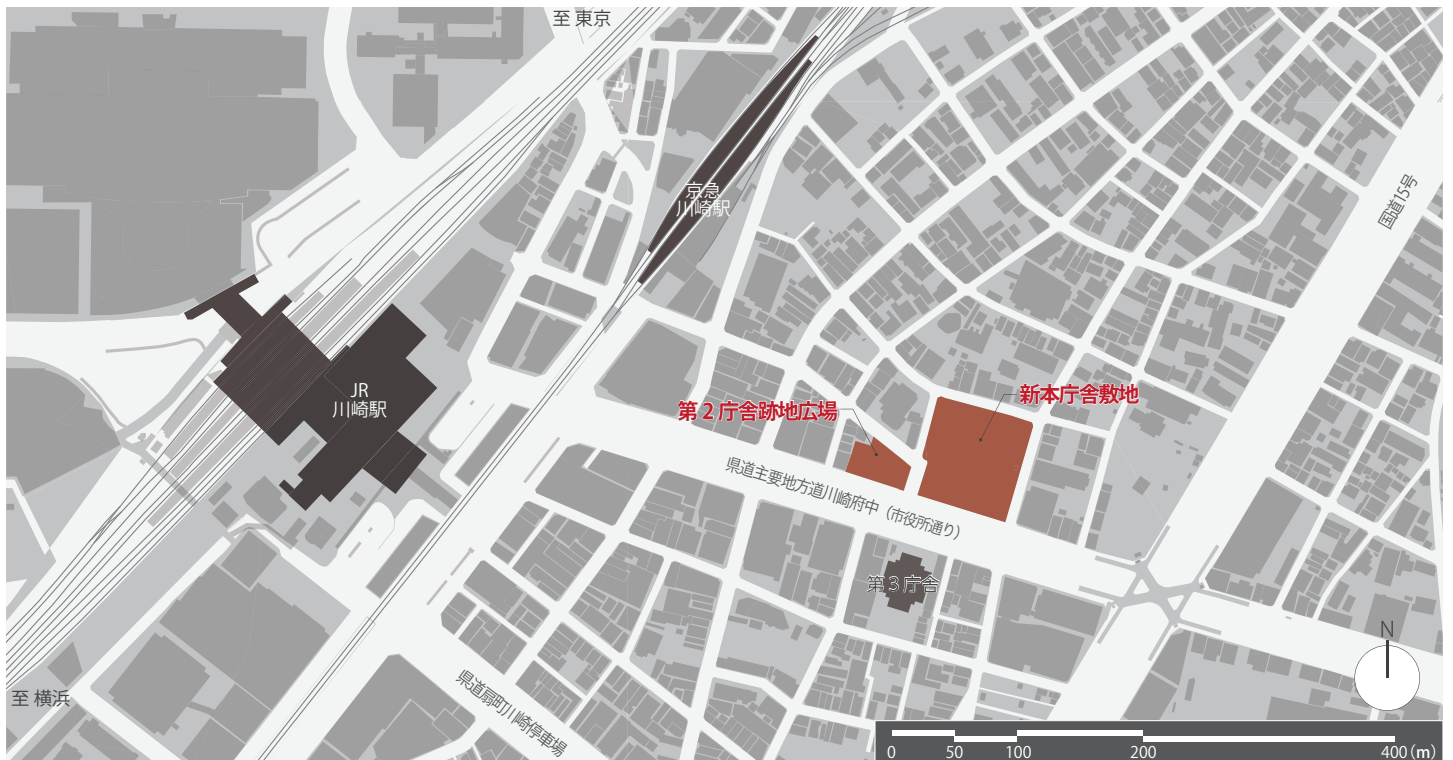 至 東京
京急
川崎駅
国道15号
JR
川崎駅
新本庁舎敷地
第2庁舎跡地広場
県道主要地方道川崎府中（市役所通り）
第3庁舎
N
至 横浜
県道扇町川崎停車場
0 50 100 200 400(m)